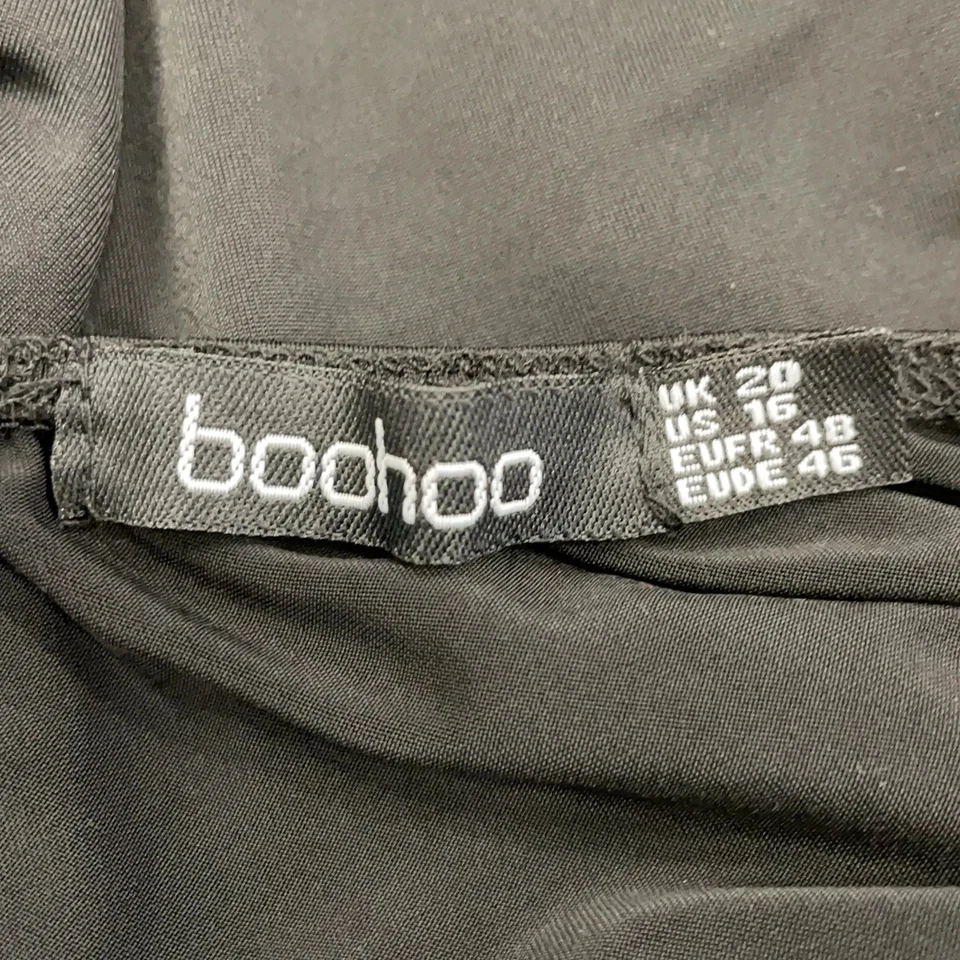 boohoo
UK 20
US 16
EUFR 48
EUDE 46